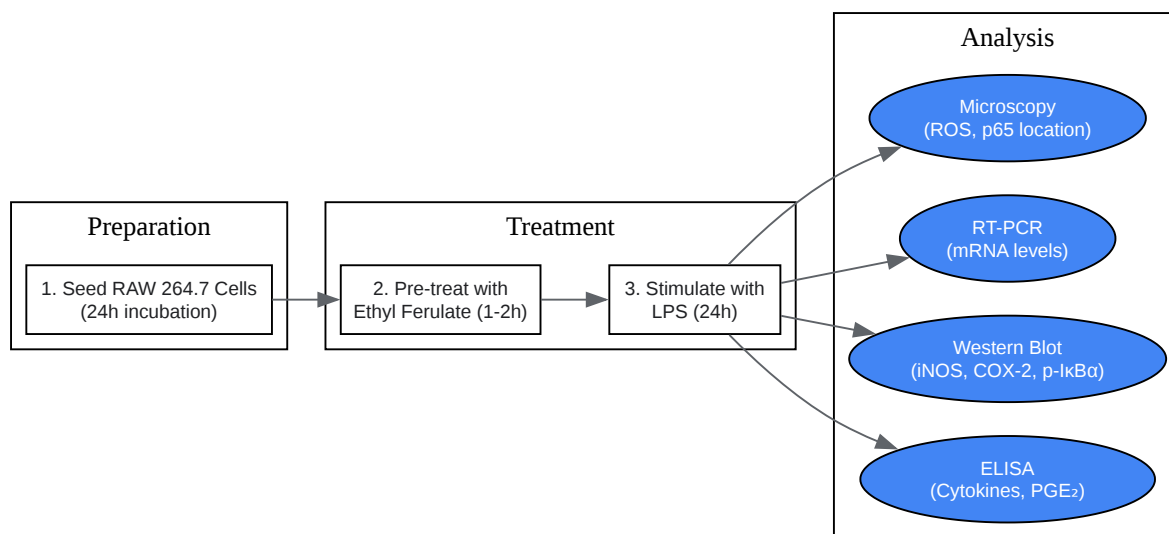 Preparation
1. Seed RAW 264.7 Cells
(24h incubation)
Treatment
2. Pre-treat with
Ethyl Ferulate (1-2h)
3. Stimulate with
LPS (24h)
Analysis
Microscopy
(ROS, p65 location)
RT-PCR
(mRNA levels)
Western Blot
(iNOS, COX-2, p-IκBα)
ELISA
(Cytokines, PGE₂)